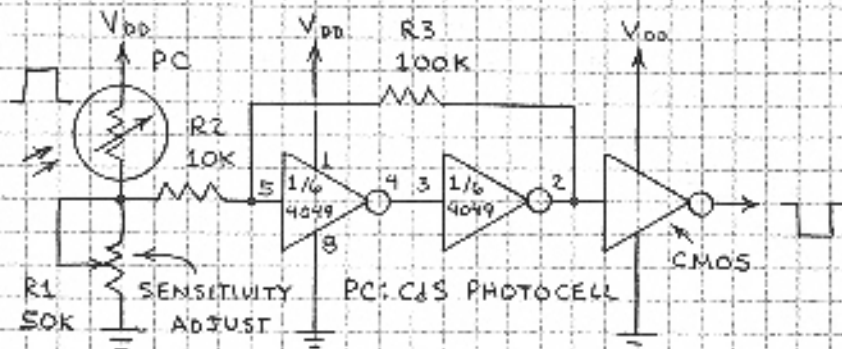 VDD
PC
VDD
R3
100K
VDD
R2
10K
5
1
1/6
4049
4
3
1/6
4049
2
8
CMOS
R1
50K
SENSITIVITY
ADJUST
PC: CdS PHOTOCELL